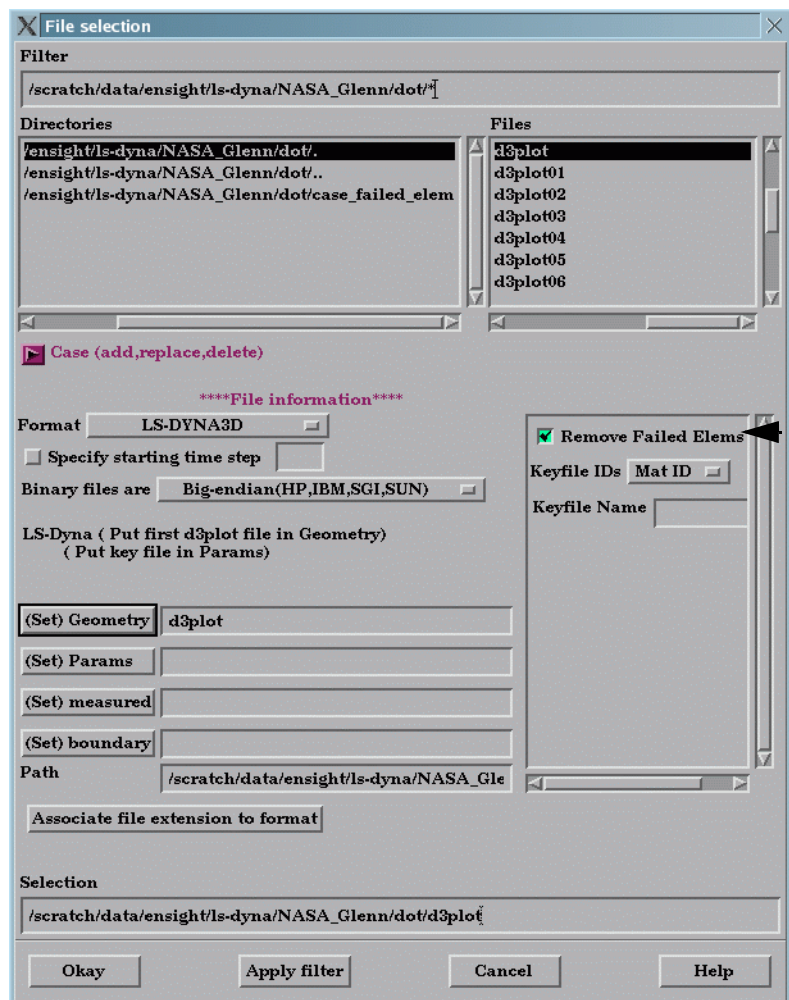 File selection
Filter
/scratch/data/ensight/ls-dyna/NASA_Glenn/dot/*
Directories
/ensight/ls-dyna/NASA_Glenn/dot/.
/ensight/ls-dyna/NASA_Glenn/dot/..
/ensight/ls-dyna/NASA_Glenn/dot/case_failed_elem
Files
d3plot
d3plot01
d3plot02
d3plot03
d3plot04
d3plot05
d3plot06
Case (add,replace,delete)
****File information****
Format LS-DYNA3D
Specify starting time step
Binary files are Big-endian(HP,IBM,SGI,SUN)
LS-Dyna ( Put first d3plot file in Geometry)
( Put key file in Params)
Remove Failed Elems
Keyfile IDs Mat ID
Keyfile Name
(Set) Geometry d3plot
(Set) Params
(Set) measured
(Set) boundary
Path /scratch/data/ensight/ls-dyna/NASA_Gle
Associate file extension to format
Selection
/scratch/data/ensight/ls-dyna/NASA_Glenn/dot/d3plot
Okay Apply filter Cancel Help